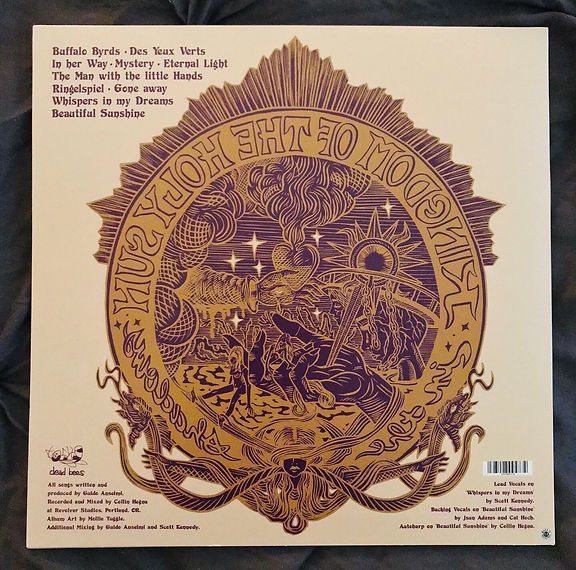 Buffalo Byrds · Des Yeux Verts
In her Way · Mystery · Eternal Light
The Man with the little Hands
Ringelspiel · Gone away
Whispers in my Dreams
Beautiful Sunshine
KINGDOM OF THE HOLY SUN
dead bees
All songs written and
produced by Guido Anselmi.
Recorded and Mixed by Collin Hegna
at Revolver Studios, Portland, OR.
Album Art by Mollie Tuggle.
Additional Mixing by Guido Anselmi and Scott Kennedy.
Lead Vocals on
'Whispers in my Dreams'
by Scott Kennedy.
Backing Vocals on 'Beautiful Sunshine'
by Jsan Adams and Cat Hoch.
Autoharp on 'Beautiful Sunshine' by Collin Hegna.